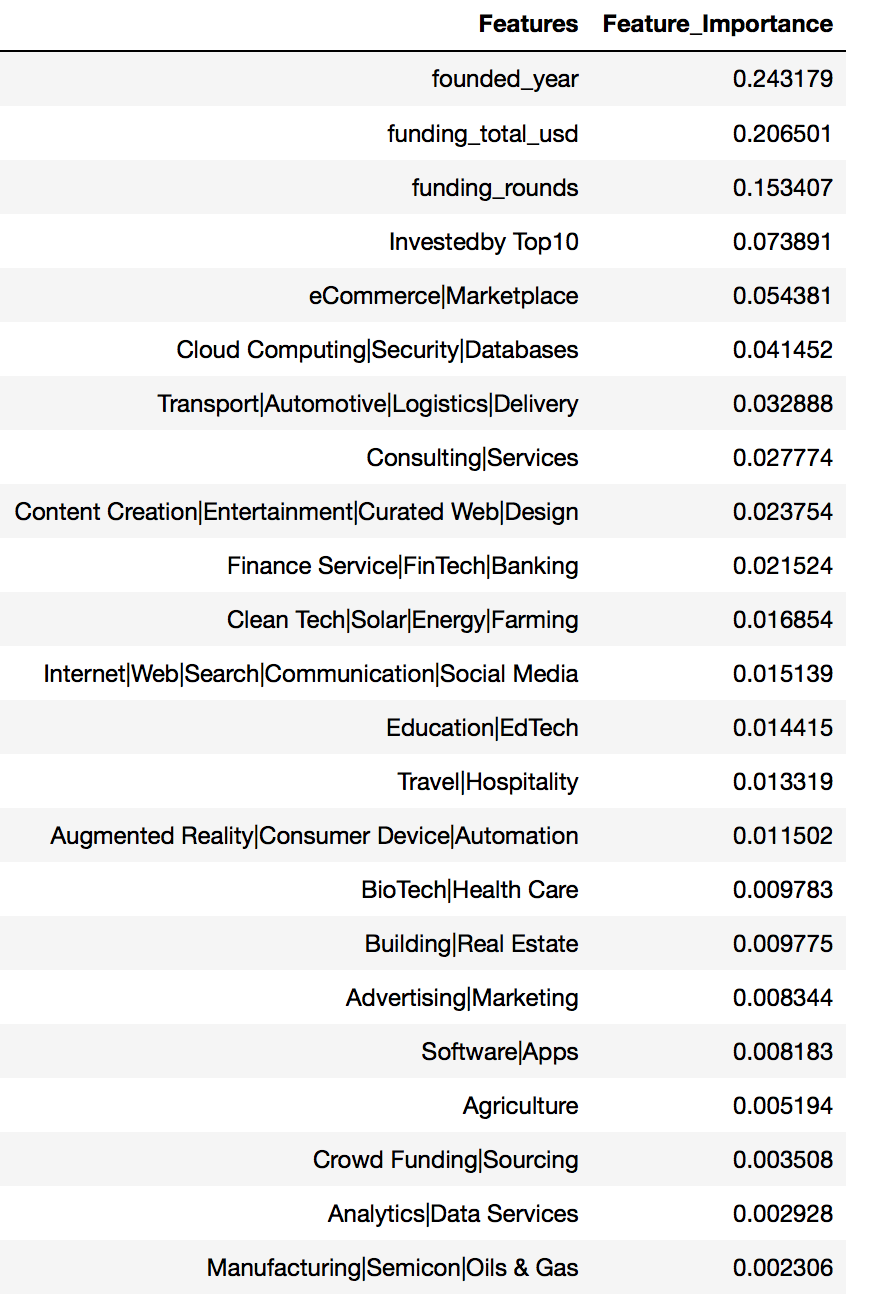 Features Feature_Importance
founded_year 0.243179
funding_total_usd 0.206501
funding_rounds 0.153407
Investedby Top10 0.073891
eCommerce|Marketplace 0.054381
Cloud Computing|Security|Databases 0.041452
Transport|Automotive|Logistics|Delivery 0.032888
Consulting|Services 0.027774
Content Creation|Entertainment|Curated Web|Design 0.023754
Finance Service|FinTech|Banking 0.021524
Clean Tech|Solar|Energy|Farming 0.016854
Internet|Web|Search|Communication|Social Media 0.015139
Education|EdTech 0.014415
Travel|Hospitality 0.013319
Augmented Reality|Consumer Device|Automation 0.011502
BioTech|Health Care 0.009783
Building|Real Estate 0.009775
Advertising|Marketing 0.008344
Software|Apps 0.008183
Agriculture 0.005194
Crowd Funding|Sourcing 0.003508
Analytics|Data Services 0.002928
Manufacturing|Semicon|Oils & Gas 0.002306